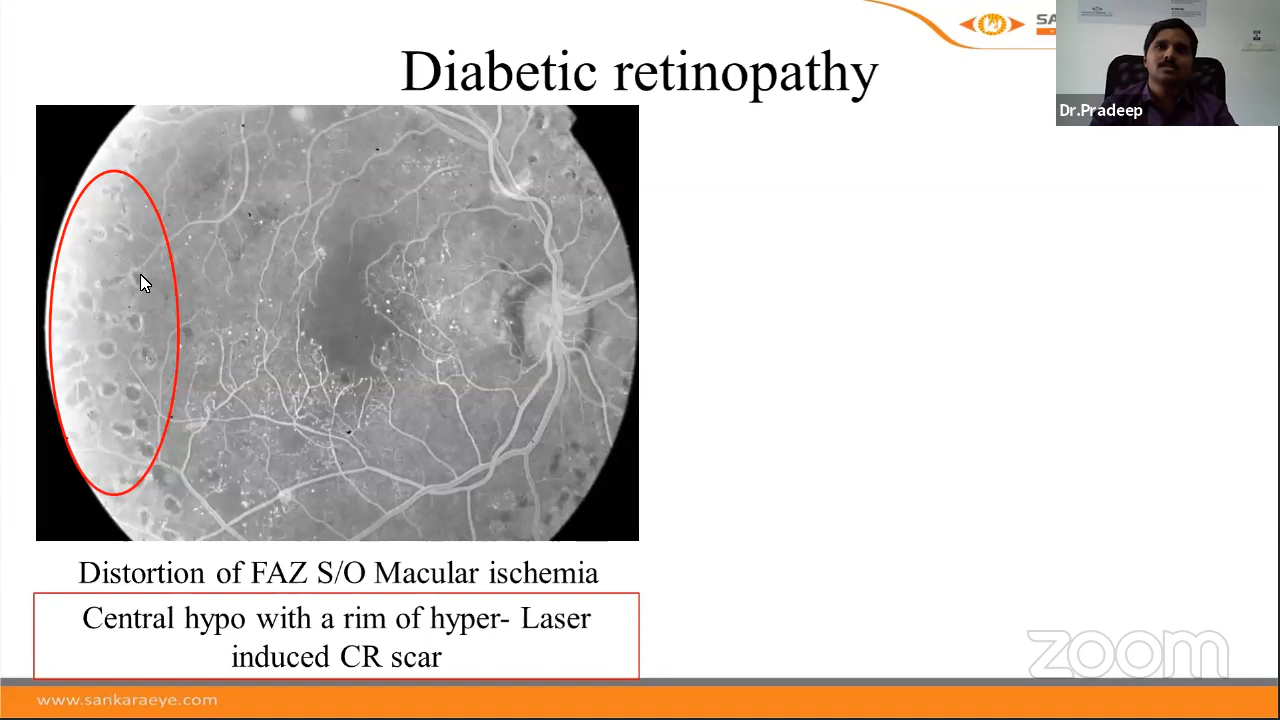 Diabetic retinopathy
SA
Dr.Pradeep
Distortion of FAZ S/O Macular ischemia
Central hypo with a rim of hyper- Laser
induced CR scar
zoom
www.sankaraeye.com